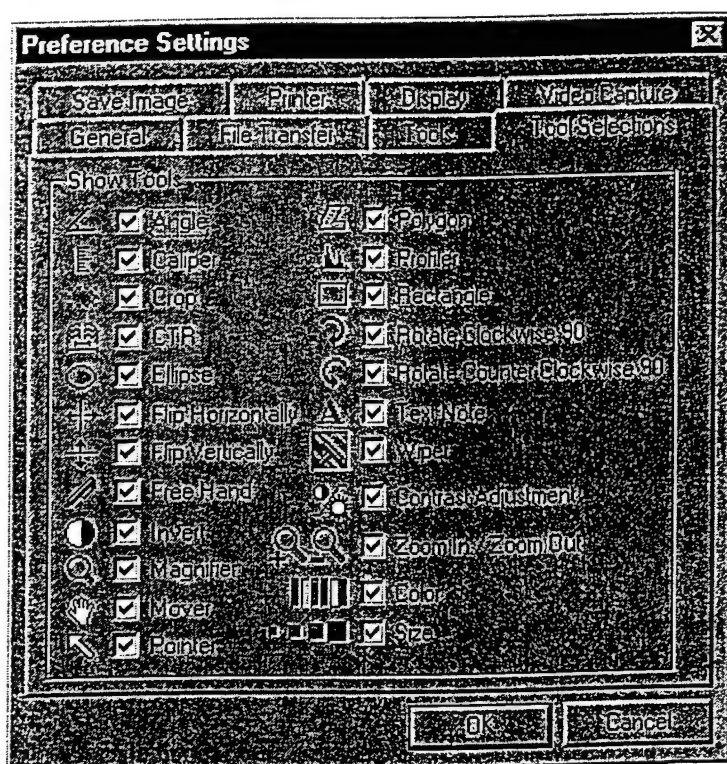 Preference Settings
Save Image Printer Display Video Capture
General File Transfer Tools Tool Selections
Show Tools
Angle
Caliper
Crop
CTR
Ellipse
Flip Horizontally
Flip Vertically
Free Hand
Invert
Magnifier
Mover
Pointer
Polygon
Profiler
Rectangle
Rotate Clockwise 90
Rotate Counter Clockwise 90
Text Note
Wiper
Contrast Adjustment
Zoom In / Zoom Out
Color
Size
OK Cancel